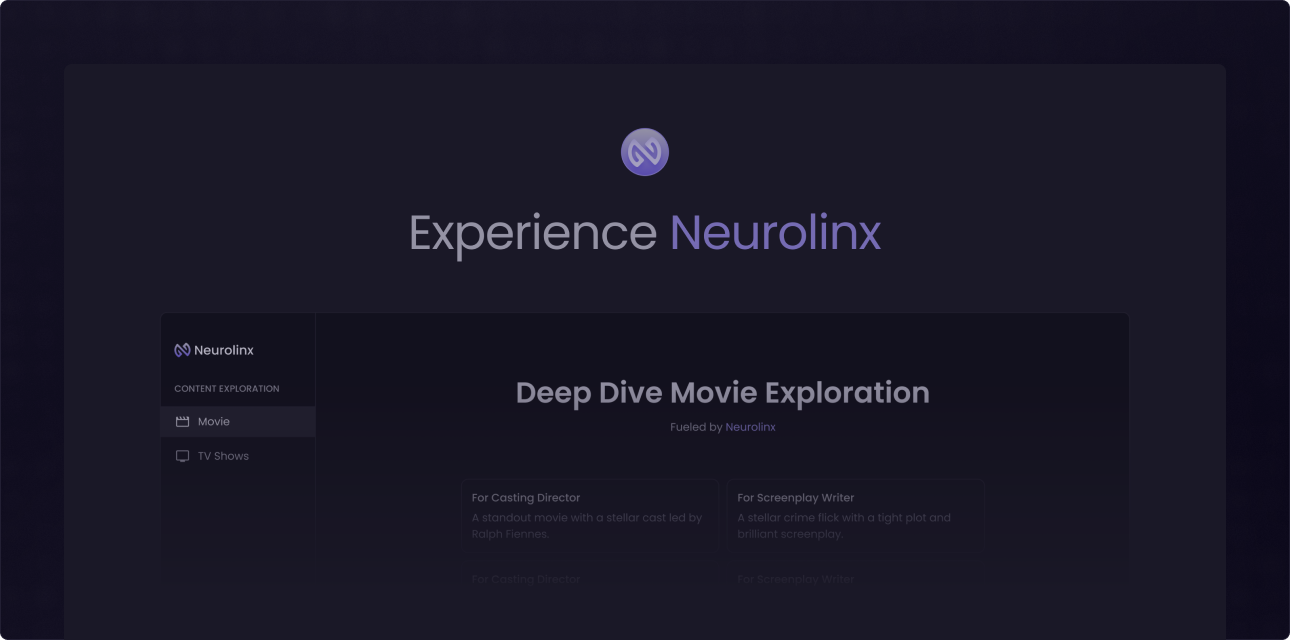 Experience Neurolinx
Neurolinx
CONTENT EXPLORATION
Movie
TV Shows
Deep Dive Movie Exploration
Fueled by Neurolinx
For Casting Director
A standout movie with a stellar cast led by
Ralph Fiennes.
For Screenplay Writer
A stellar crime flick with a tight plot and
brilliant screenplay.
For Casting Director
For Screenplay Writer